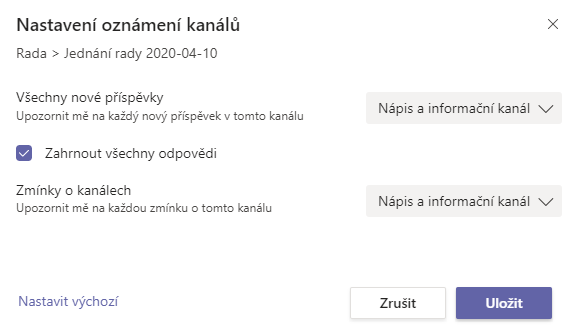 Nastavení oznámení kanálů
Rada > Jednání rady 2020-04-10
Všechny nové příspěvky
Upozornit mě na každý nový příspěvek v tomto kanálu
Nápis a informační kanál
Zahrnout všechny odpovědi
Zmínky o kanálech
Upozornit mě na každou zmínku o tomto kanálu
Nápis a informační kanál
Nastavit výchozí
Zrušit
Uložit